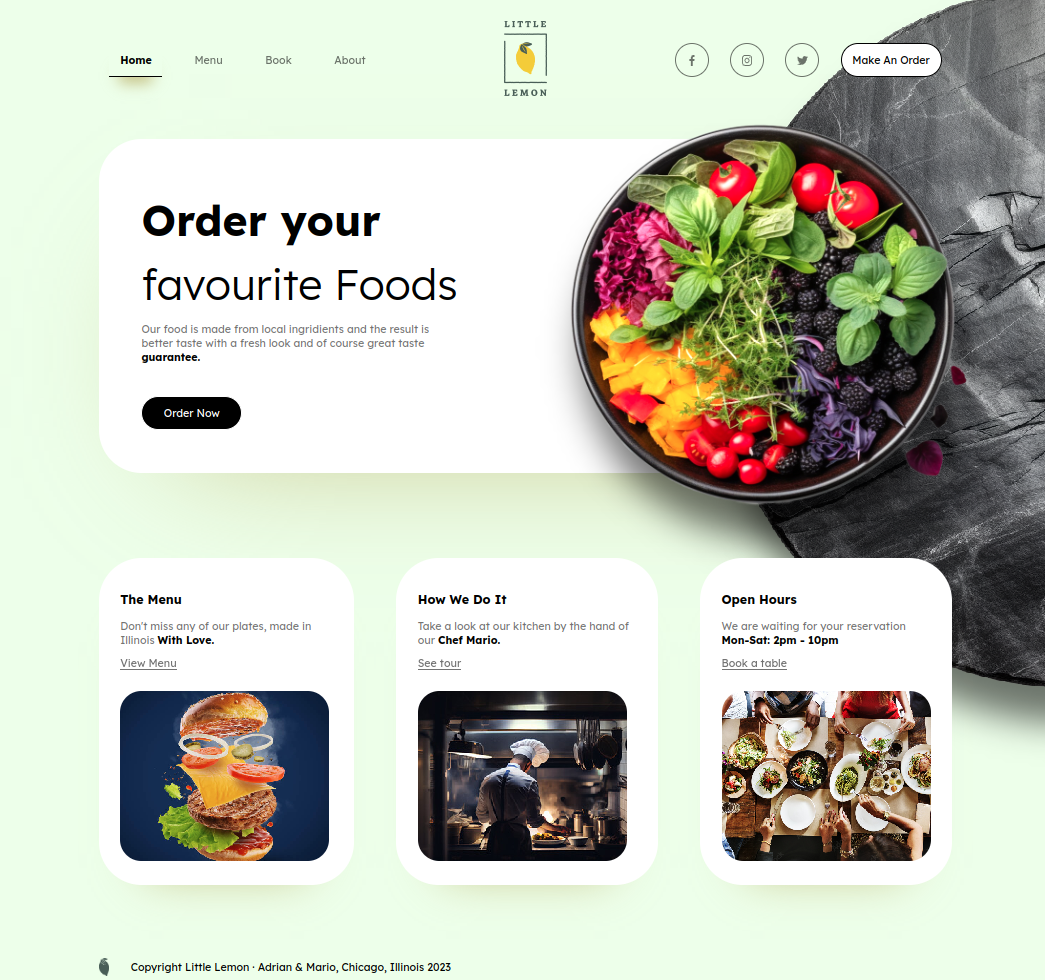 LITTLE
Home Menu Book About Make An Order
LEMON
Order your
favourite Foods
Our food is made from local ingridients and the result is
better taste with a fresh look and of course great taste
guarantee.
Order Now
The Menu
Don't miss any of our plates, made in
Illinois With Love.
View Menu
How We Do It
Take a look at our kitchen by the hand of
our Chef Mario.
See tour
Open Hours
We are waiting for your reservation
Mon-Sat: 2pm - 10pm
Book a table
Copyright Little Lemon · Adrian & Mario, Chicago, Illinois 2023